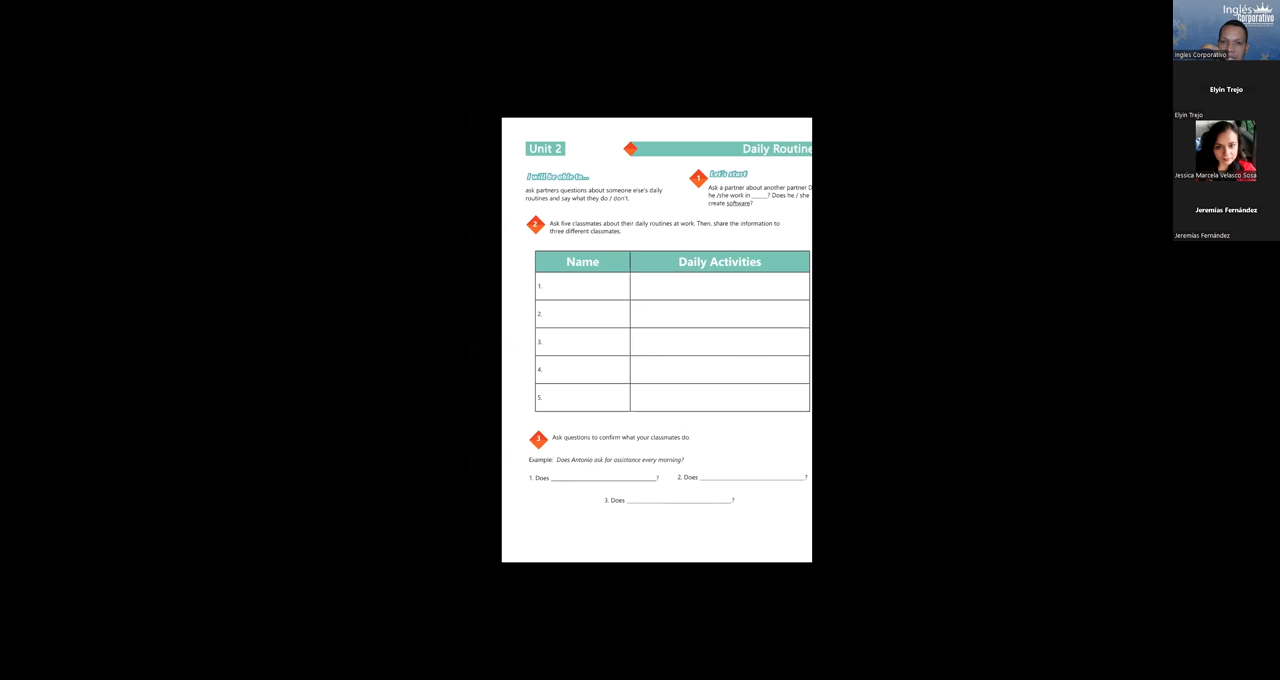 Unit 2
Daily Routine
I will be able to...
ask partners questions about someone else's daily
routines and say what they do / don't.
1
Let's start
Ask a partner about another partner D
he./she work in _____? Does he / she
create software?
2
Ask five classmates about their daily routines at work. Then, share the information to
three different classmates.
Name
Daily Activities
1.
2.
3.
4.
5.
3
Ask questions to confirm what your classmates do.
Example: Does Antonio ask for assistance every morning?
1. Does ______________________________?
2. Does ______________________________?
3. Does ______________________________?
Inglés
Corporativo
Ingles Corporativo
Elyin Trejo
Elyin Trejo
Jessica Marcela Velasco Sosa
Jeremías Fernández
Jeremías Fernández